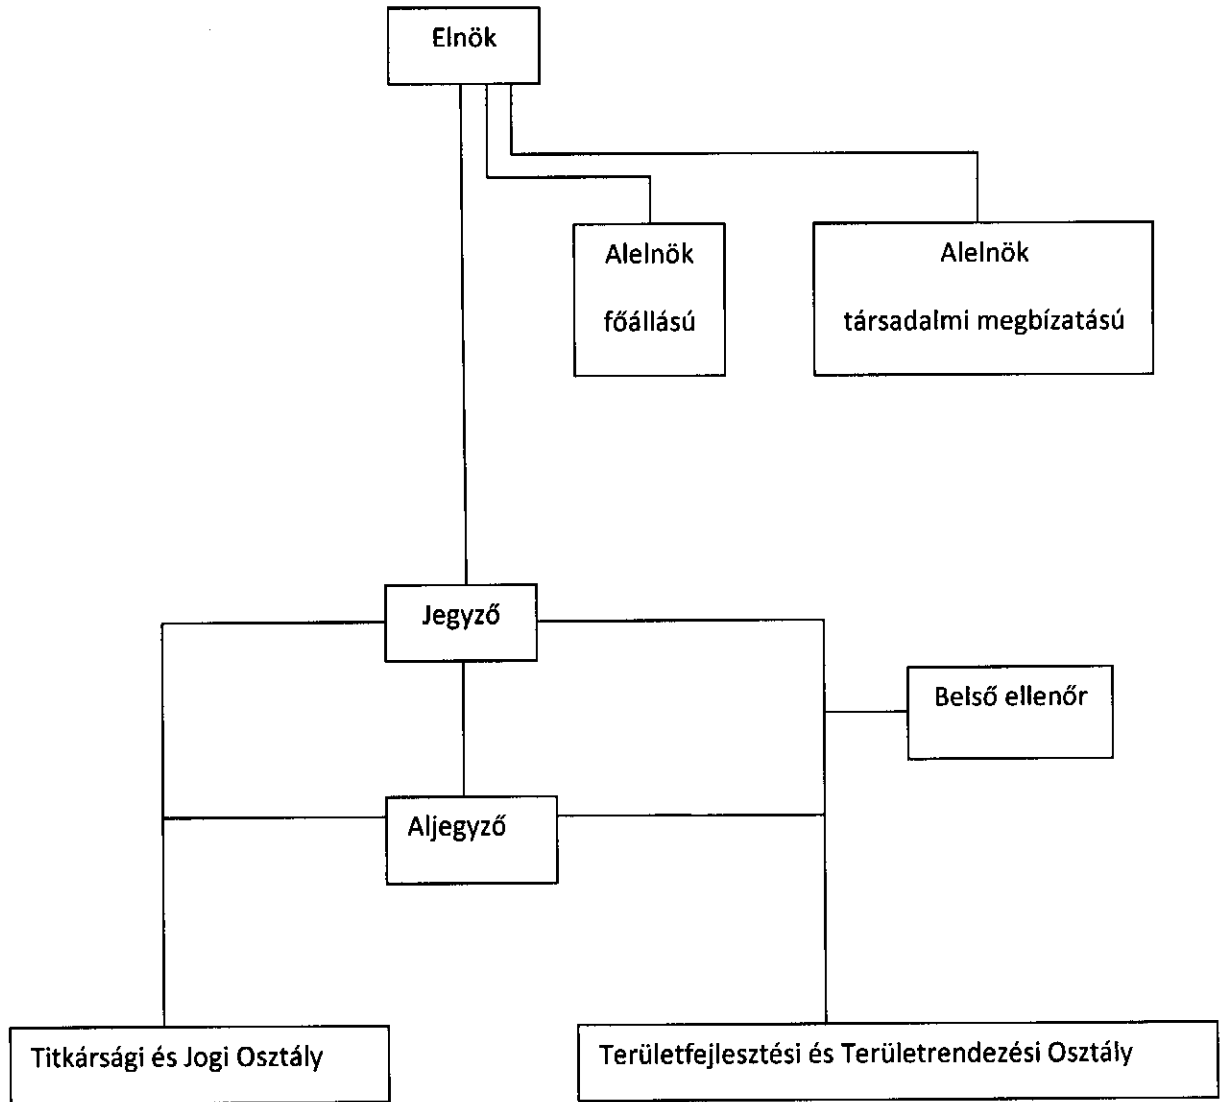 Elnök
Alelnök
főállású
Alelnök
társadalmi megbízatású
Jegyző
Belső ellenőr
Aljegyző
Titkársági és Jogi Osztály
Területfejlesztési és Területrendezési Osztály